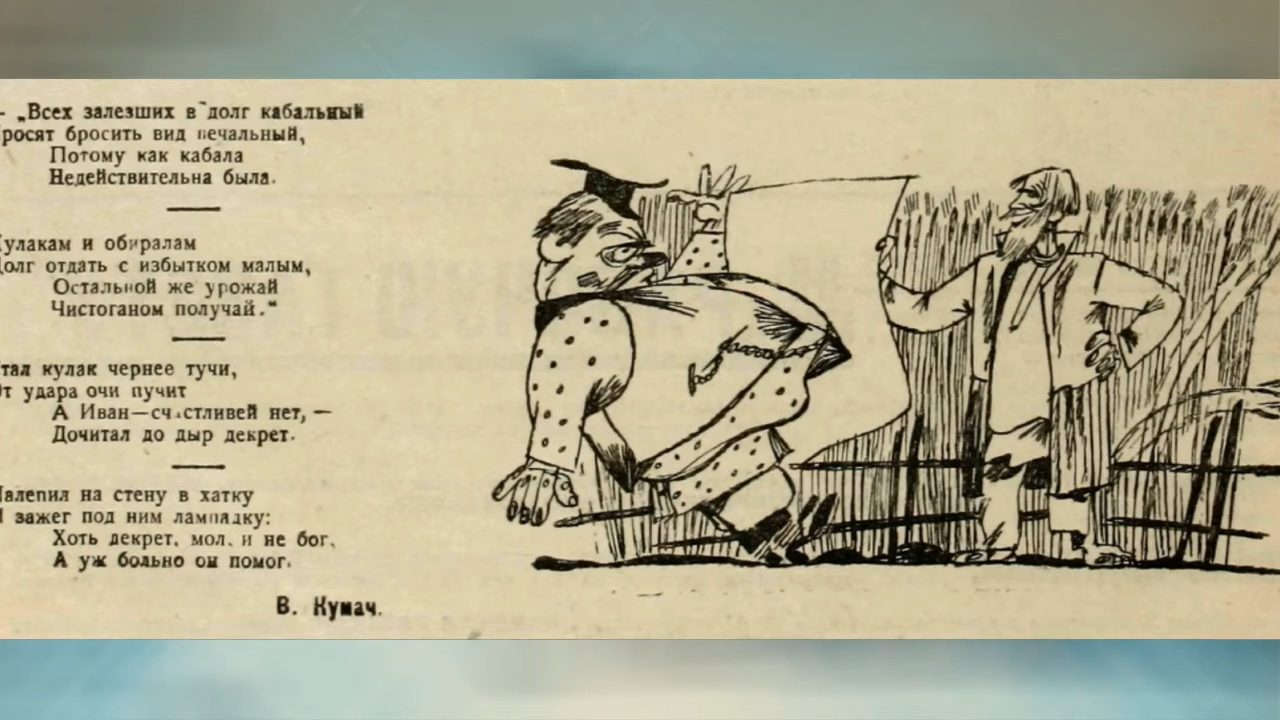 - „Всех залезших в долг кабальный
росят бросить вид печальный,
Потому как кабала
Недействительна была.
улакам и обиралам
олг отдать с избытком малым,
Остальной же урожай
Чистоганом получай."
тал кулак чернее тучи,
т удара очи пучит
А Иван—счастливей нет, —
Дочитал до дыр декрет.
алепил на стену в хатку
зажег под ним лампадку:
Хоть декрет, мол, и не бог,
А уж больно он помог.
В. Кумач.